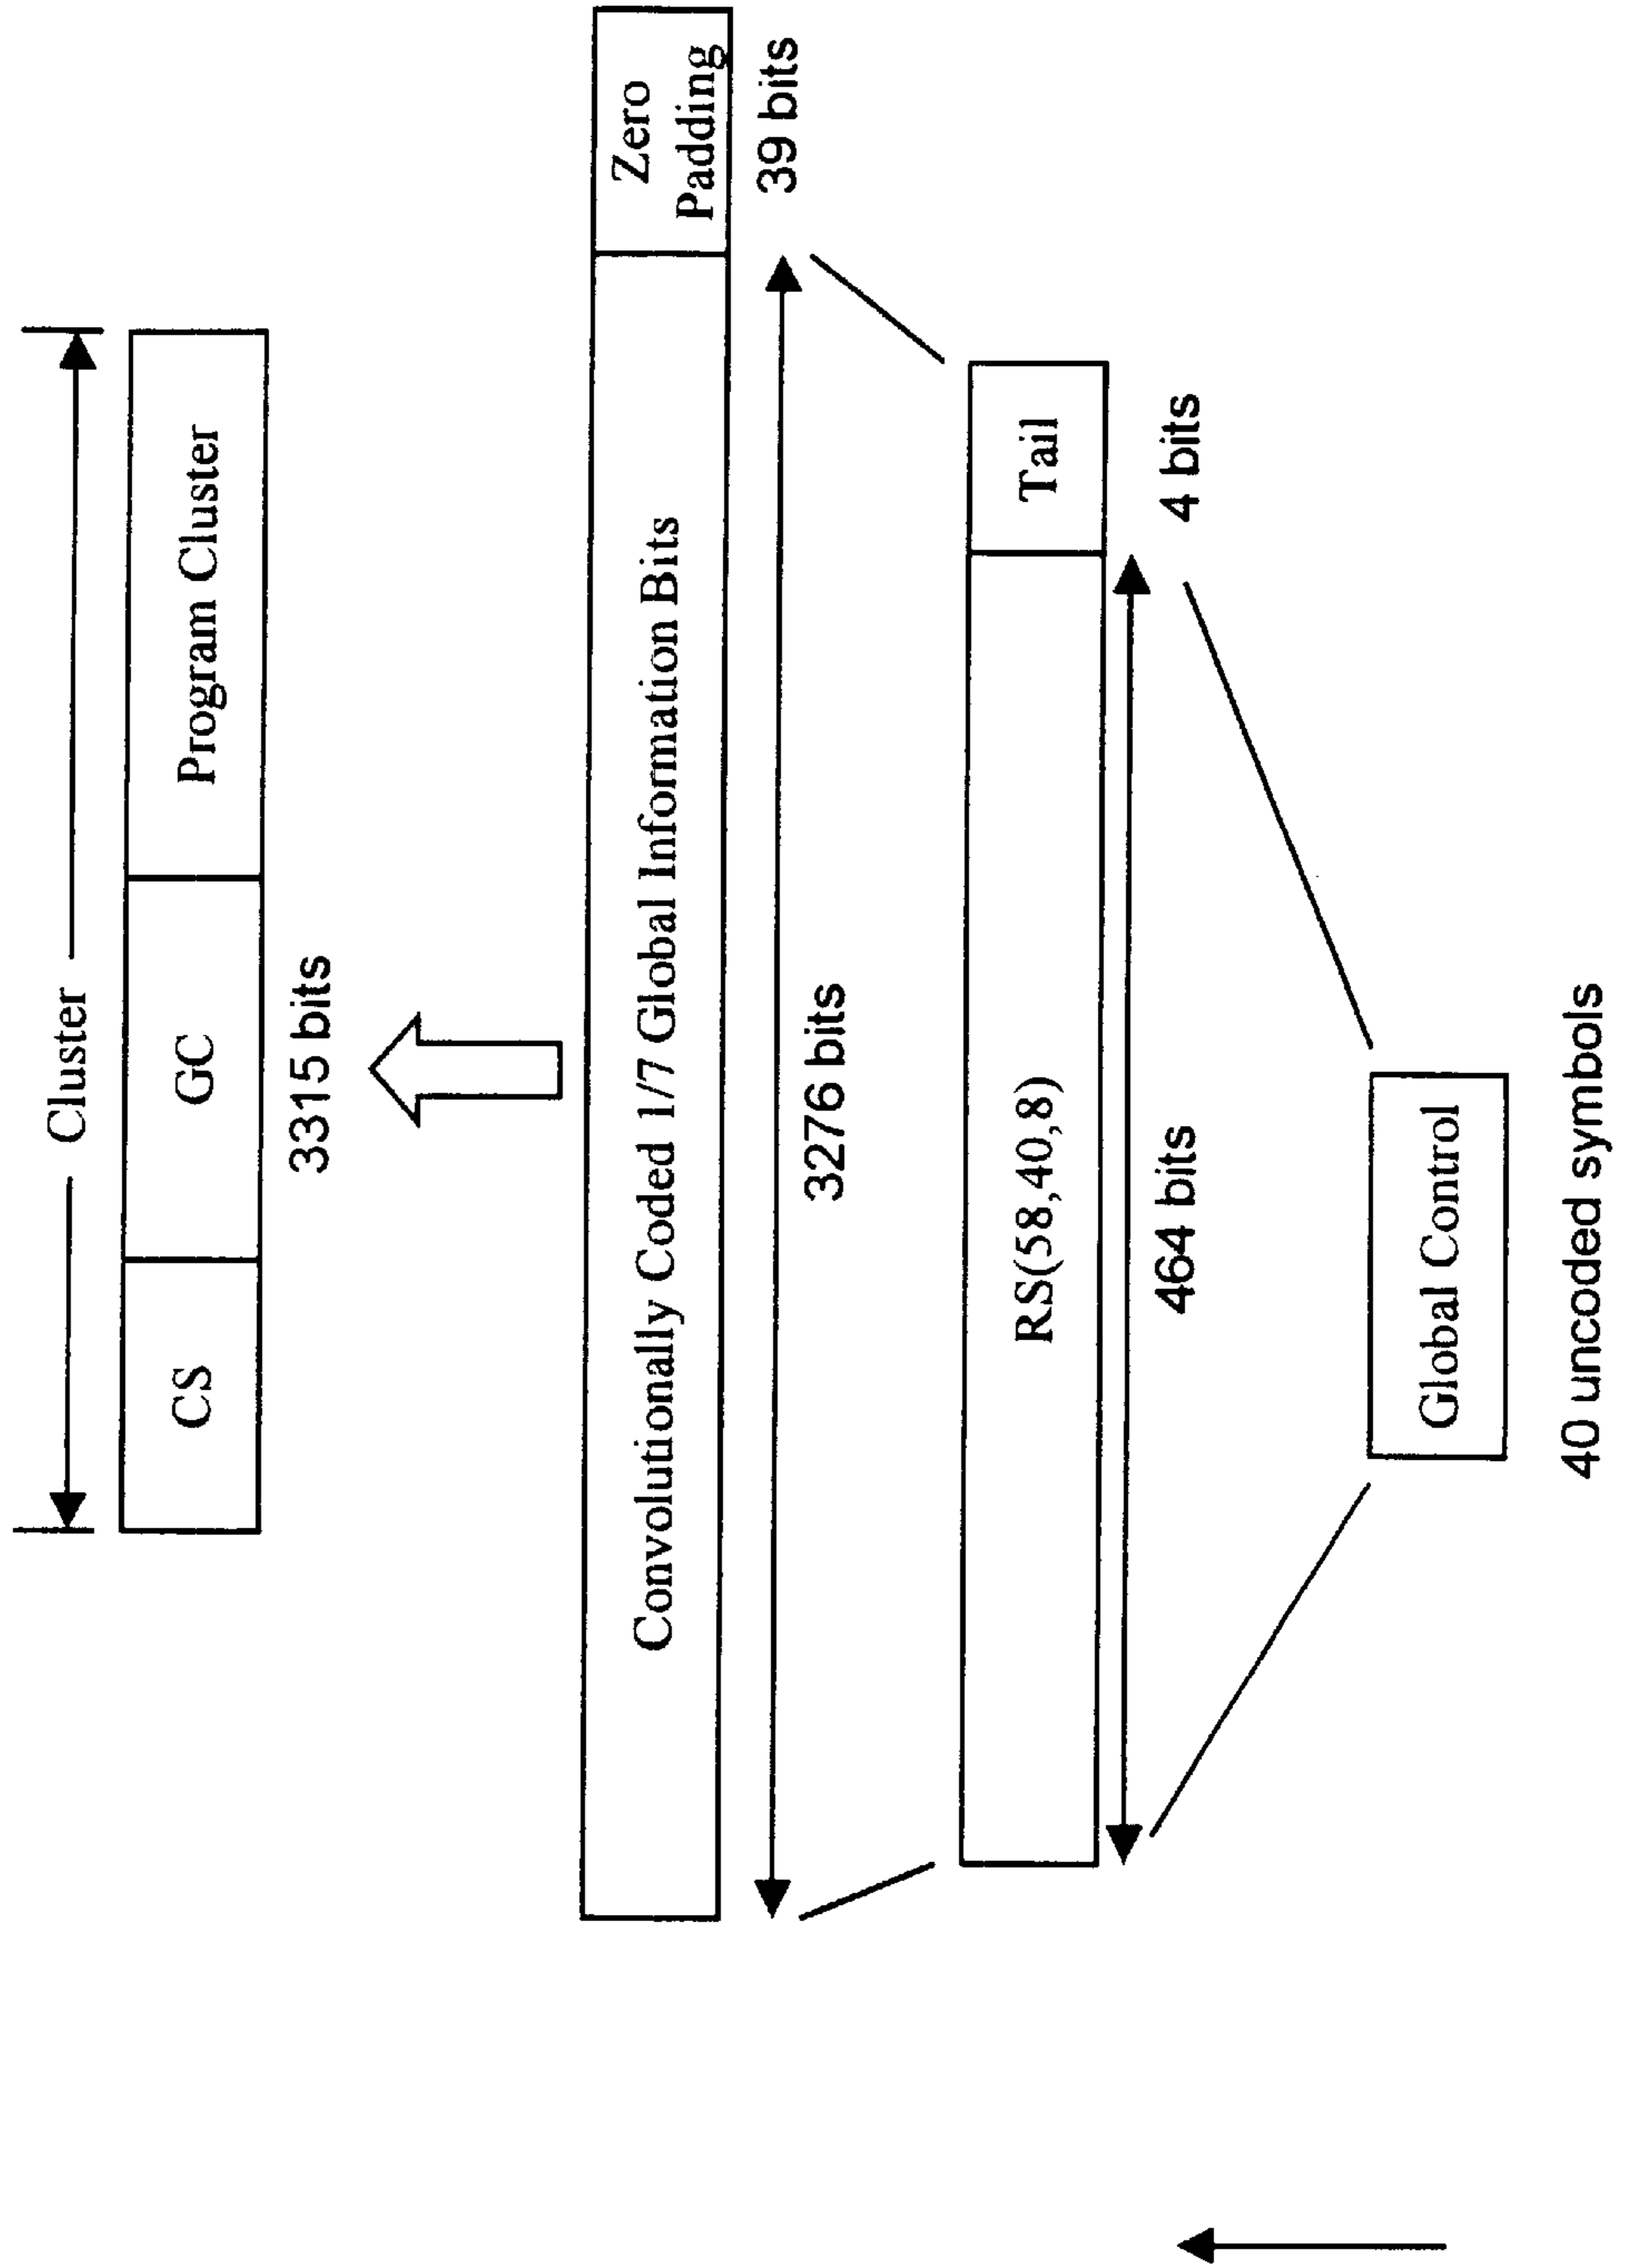 Cluster
CS
GC
Program Cluster
3315 bits
Convolutionally Coded 1/7 Global Information Bits
Zero
Padding
3276 bits
39 bits
RS(58,40,8)
Tail
464 bits
4 bits
Global Control
40 uncoded symbols